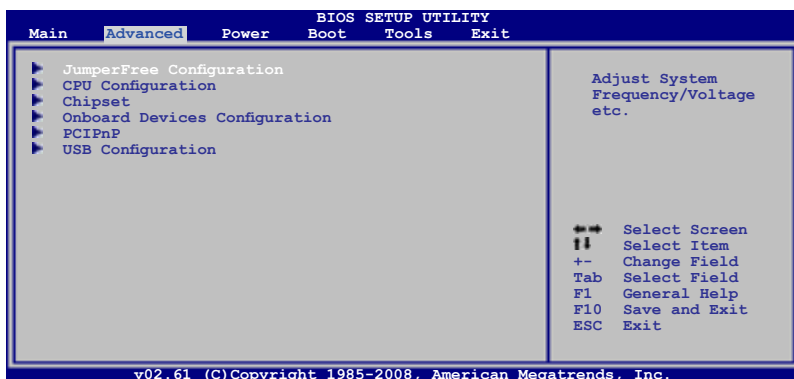 BIOS SETUP UTILITY
Main Advanced Power Boot Tools Exit
JumperFree Configuration
CPU Configuration
Chipset
Onboard Devices Configuration
PCIPnP
USB Configuration
Adjust System
Frequency/Voltage
etc.
Select Screen
Select Item
+- Change Field
Tab Select Field
F1 General Help
F10 Save and Exit
ESC Exit
v02.61 (C)Copyright 1985-2008, American Megatrends, Inc.